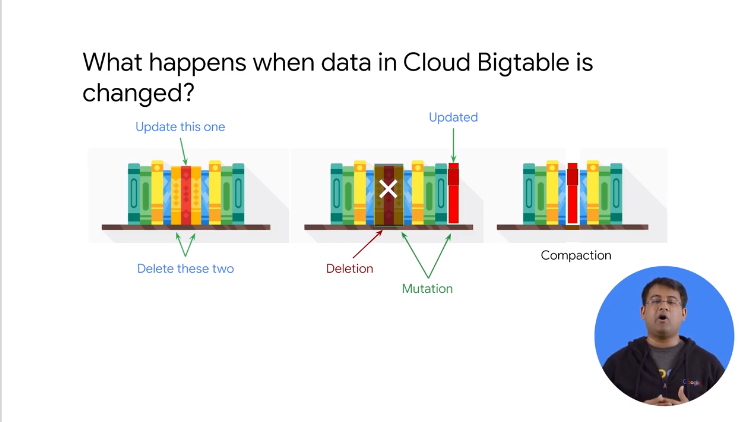 What happens when data in Cloud Bigtable is
changed?
Update this one
Updated
Delete these two
Deletion
Mutation
Compaction
Google